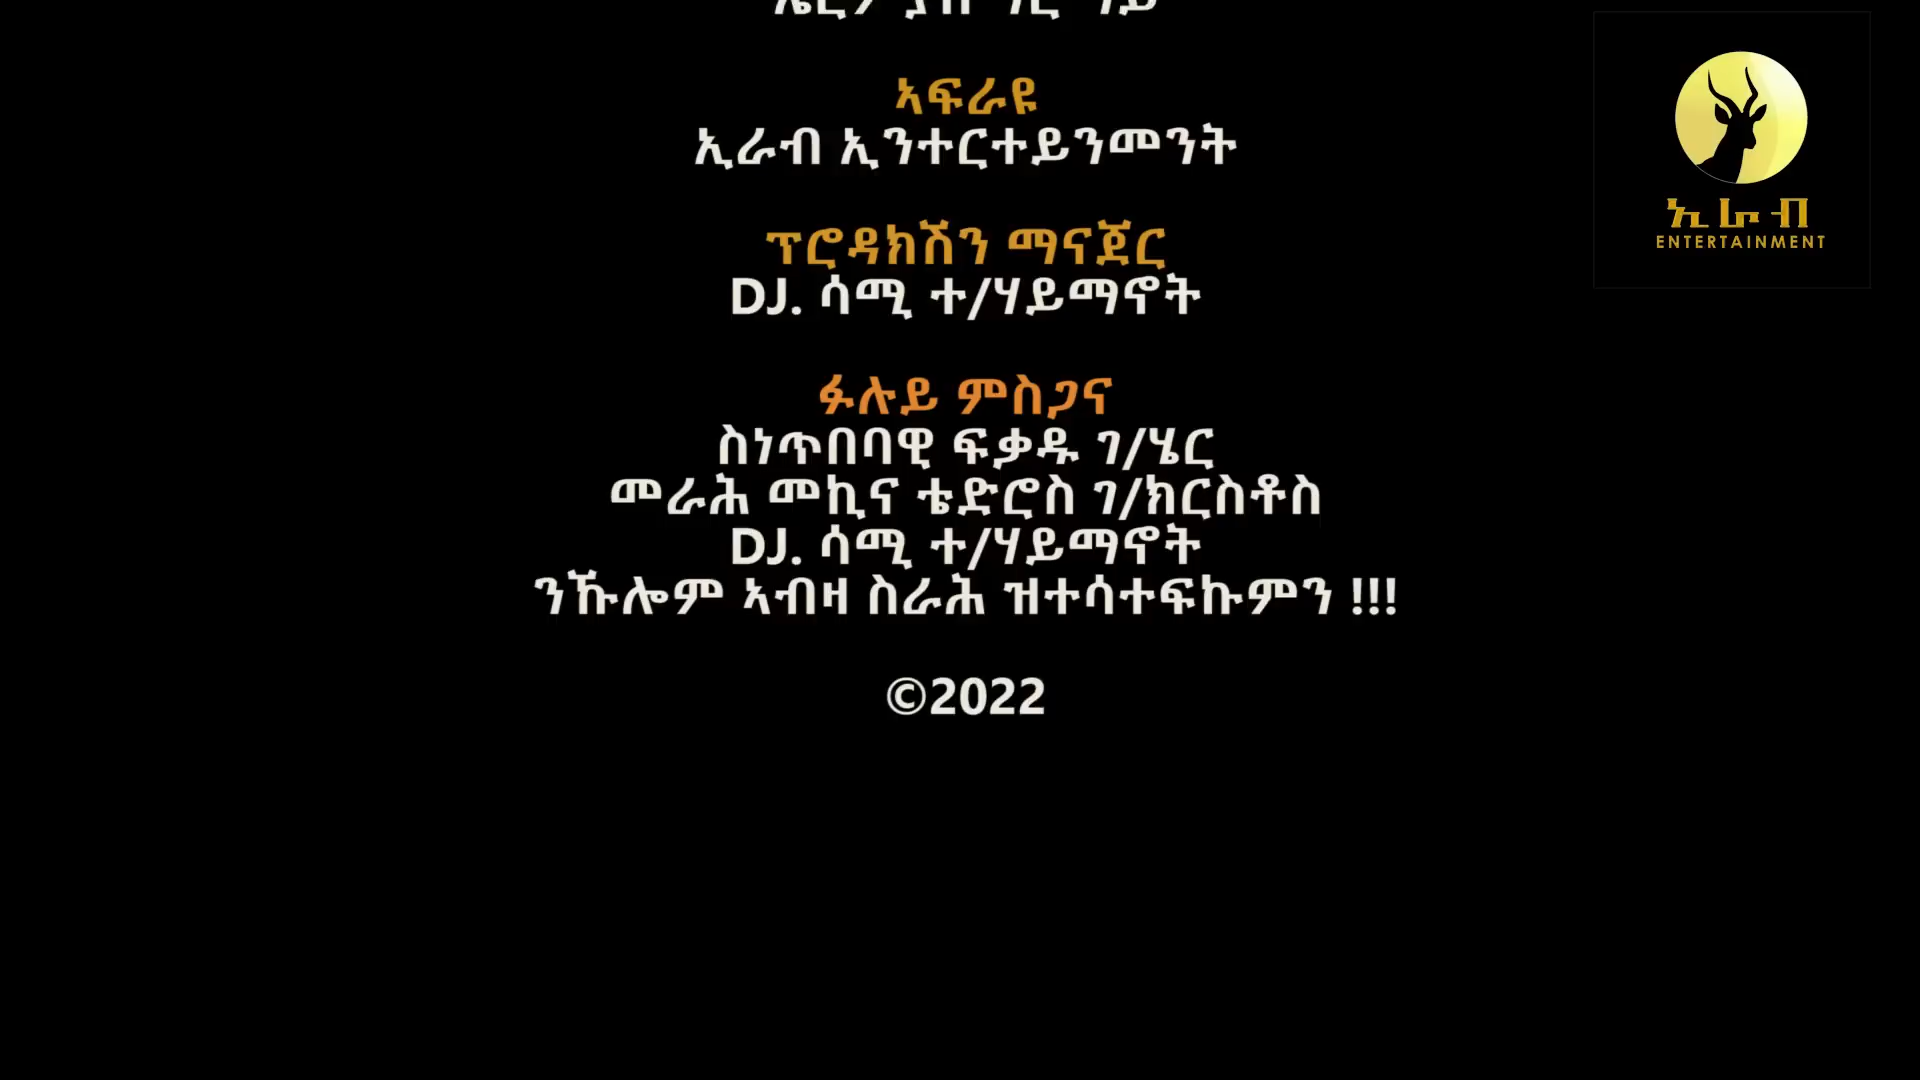 ኣፍራዩ
ኢራብ ኢንተርተይንመንት
ፕሮዳክሽን ማናጀር
DJ. ሳሚ ተ/ሃይማኖት
ፉሉይ ምስጋና
ስነጥበባዊ ፍቃዱ ገ/ሄር
መራሕ መኪና ቴድሮስ ገ/ክርስቶስ
DJ. ሳሚ ተ/ሃይማኖት
ንኹሎም ኣብዛ ስራሕ ዝተሳተፍኩምን !!!
©2022
ኢራብ
ENTERTAINMENT